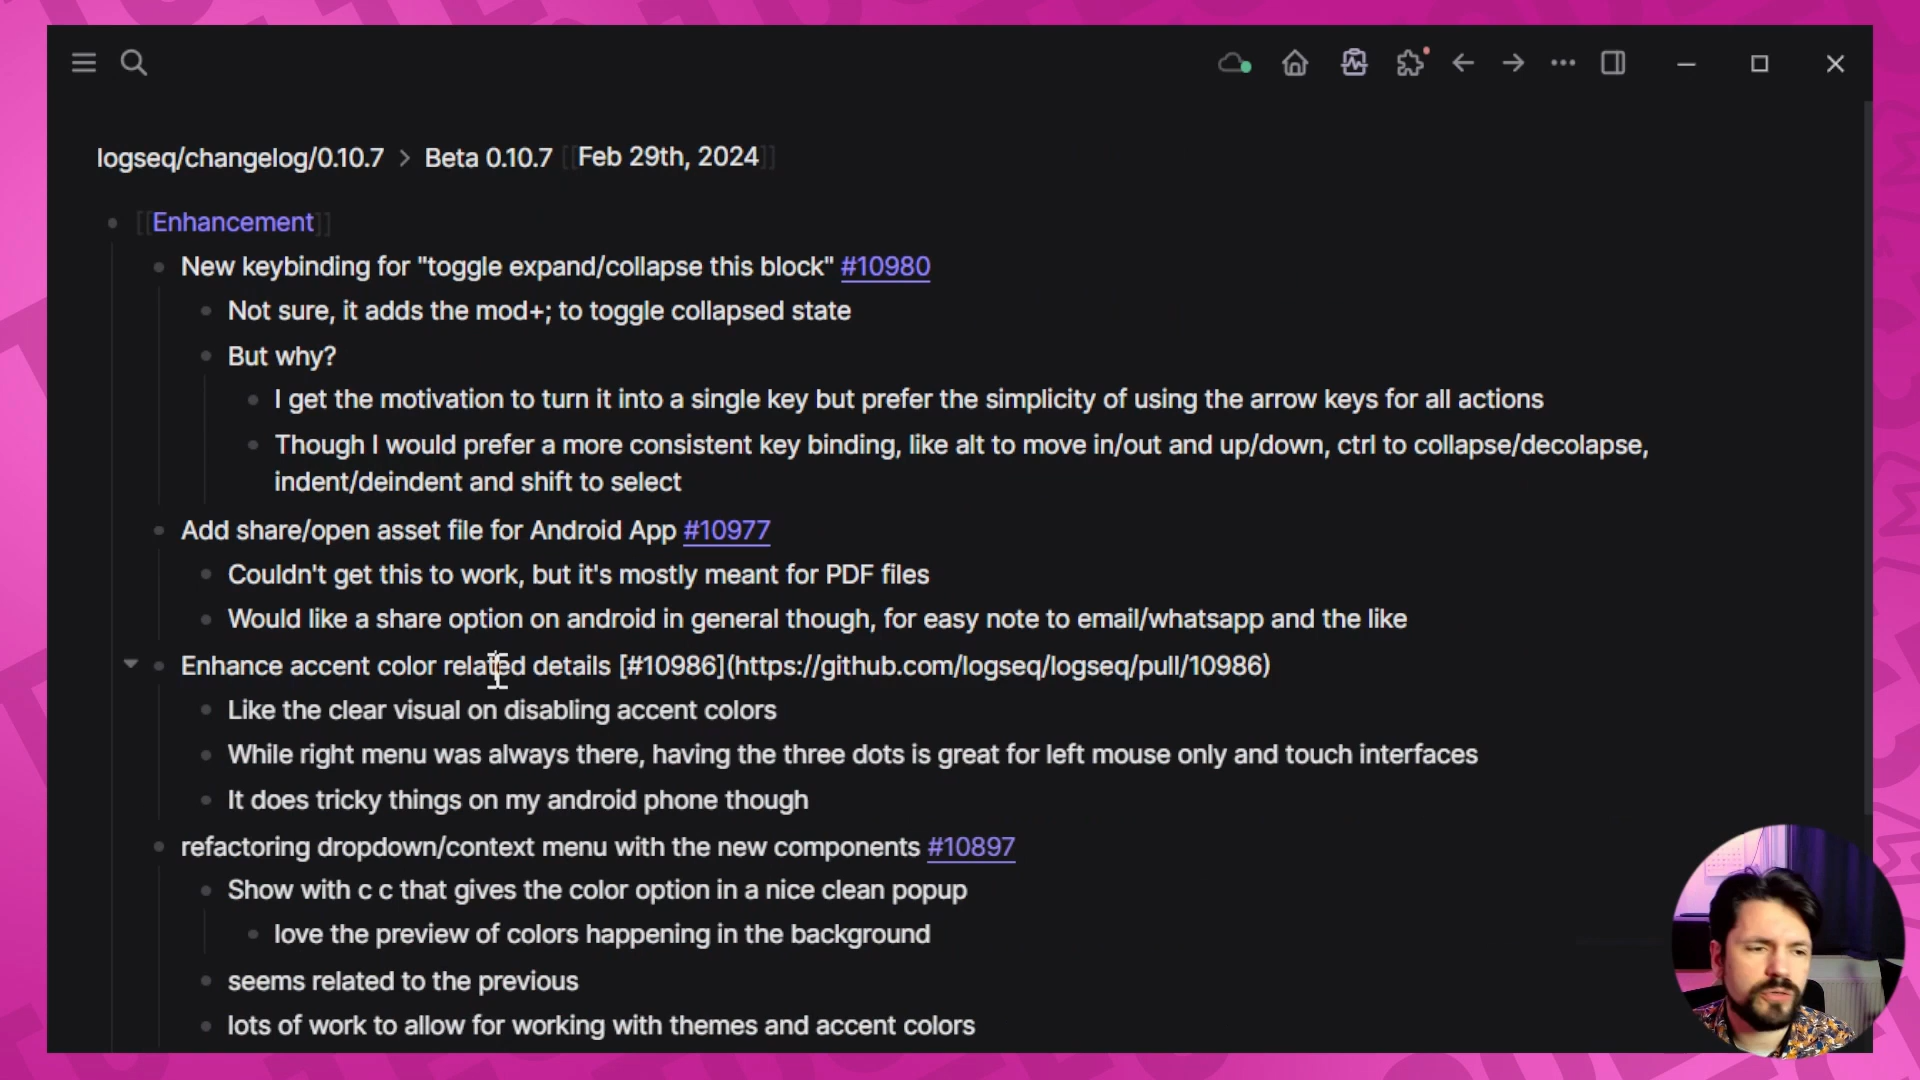 logseq/changelog/0.10.7 > Beta 0.10.7 [[Feb 29th, 2024]]
[[Enhancement]]
New keybinding for "toggle expand/collapse this block" #10980
Not sure, it adds the mod+; to toggle collapsed state
But why?
I get the motivation to turn it into a single key but prefer the simplicity of using the arrow keys for all actions
Though I would prefer a more consistent key binding, like alt to move in/out and up/down, ctrl to collapse/decolapse,
indent/deindent and shift to select
Add share/open asset file for Android App #10977
Couldn't get this to work, but it's mostly meant for PDF files
Would like a share option on android in general though, for easy note to email/whatsapp and the like
Enhance accent color related details [#10986](https://github.com/logseq/logseq/pull/10986)
Like the clear visual on disabling accent colors
While right menu was always there, having the three dots is great for left mouse only and touch interfaces
It does tricky things on my android phone though
refactoring dropdown/context menu with the new components #10897
Show with c c that gives the color option in a nice clean popup
love the preview of colors happening in the background
seems related to the previous
lots of work to allow for working with themes and accent colors